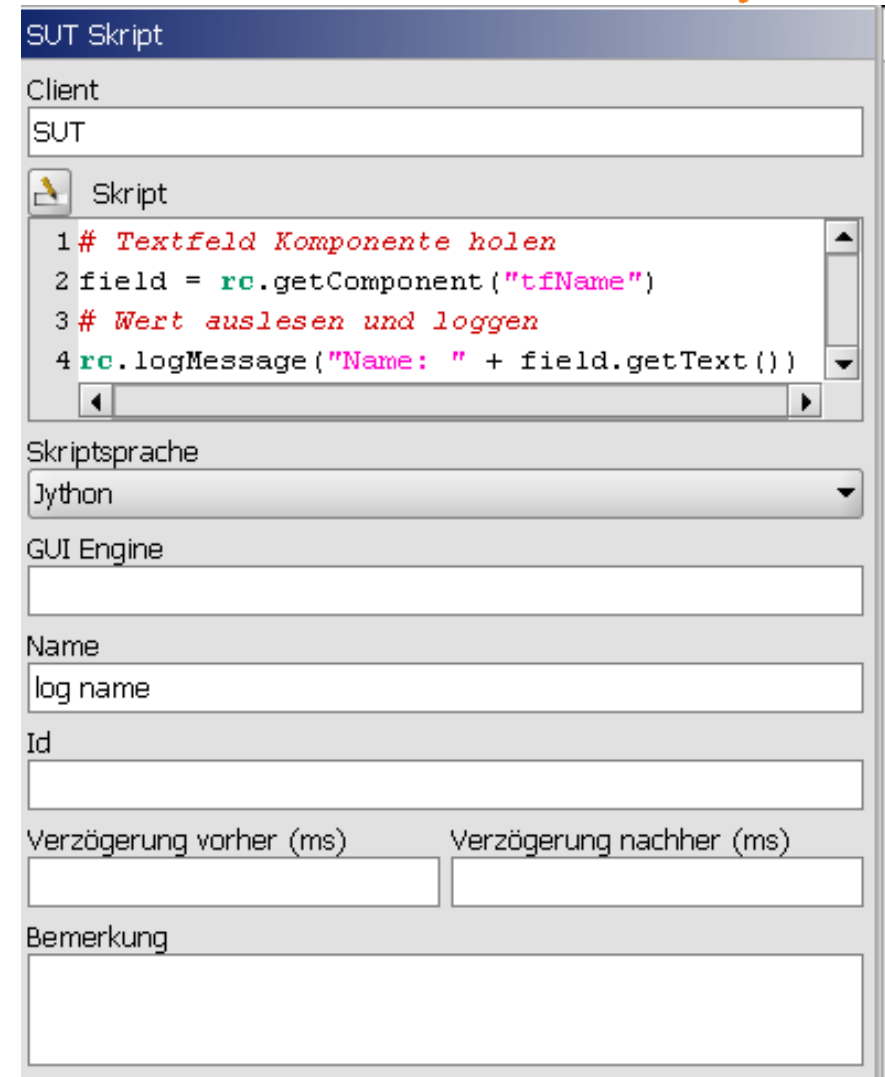 SUT Skript
Client
SUT
Skript
1 # Textfeld Komponente holen
2 field = rc.getComponent("tfName")
3 # Wert auslesen und loggen
4 rc.logMessage("Name: " + field.getText())
Skriptsprache
Jython
GUI Engine
Name
log name
Id
Verzögerung vorher (ms) Verzögerung nachher (ms)
Bemerkung